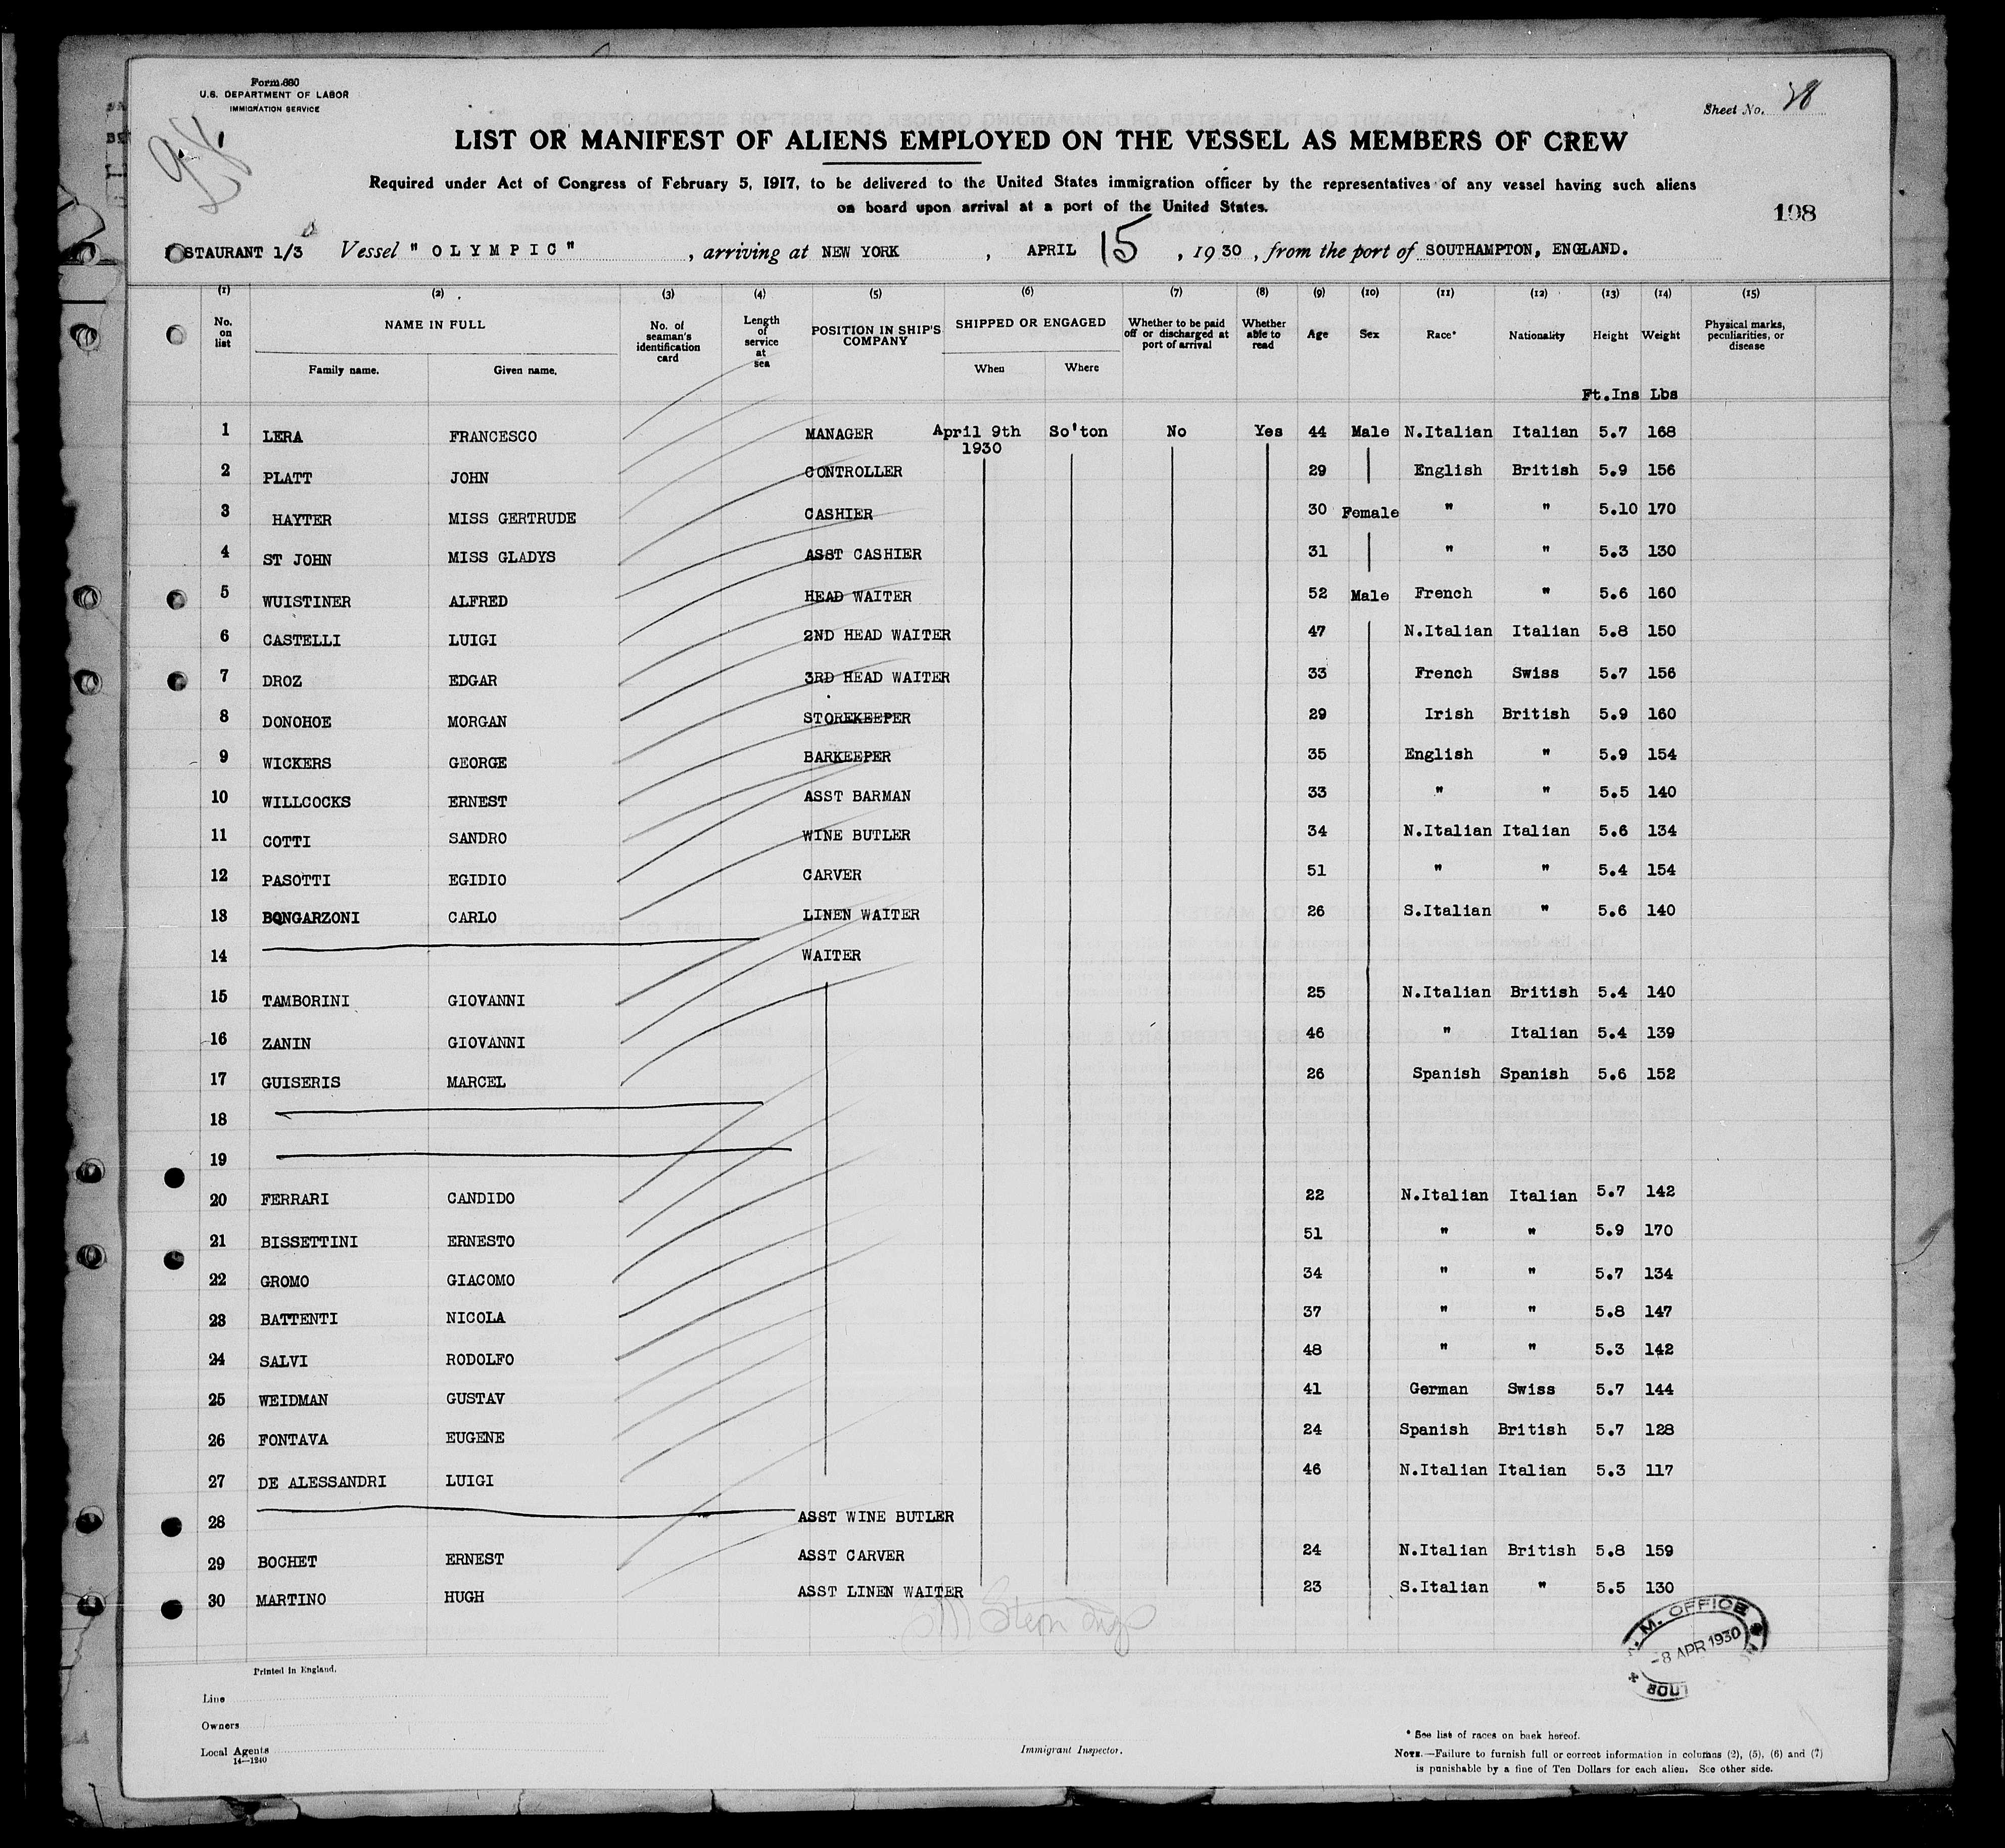 Form 680
U.S. DEPARTMENT OF LABOR
IMMIGRATION SERVICE
Sheet No. 28
LIST OR MANIFEST OF ALIENS EMPLOYED ON THE VESSEL AS MEMBERS OF CREW
Required under Act of Congress of February 5, 1917, to be delivered to the United States immigration officer by the representatives of any vessel having such aliens
on board upon arrival at a port of the United States.
198
STAURANT 1/3 Vessel " OLYMPIC " , arriving at NEW YORK , APRIL 15 , 1930 , from the port of SOUTHAMPTON, ENGLAND.
(1) (2) (3) (4) (5) (6) (7) (8) (9) (10) (11) (12) (13) (14) (15)
No. on list NAME IN FULL Family name. Given name. No. of seaman's identification card Length of service at sea POSITION IN SHIP'S COMPANY SHIPPED OR ENGAGED When Where Whether to be paid off or discharged at port of arrival Whether able to read Age Sex Race* Nationality Height Weight Physical marks, peculiarities, or disease
Ft.Ins Lbs
1 LERA FRANCESCO MANAGER April 9th 1930 So'ton No Yes 44 Male N.Italian Italian 5.7 168
2 PLATT JOHN CONTROLLER 29 English British 5.9 156
3 HAYTER MISS GERTRUDE CASHIER 30 Female " " 5.10 170
4 ST JOHN MISS GLADYS ASST CASHIER 31 " " 5.3 130
5 WUISTINER ALFRED HEAD WAITER 52 Male French " 5.6 160
6 CASTELLI LUIGI 2ND HEAD WAITER 47 N.Italian Italian 5.8 150
7 DROZ EDGAR 3RD HEAD WAITER 33 French Swiss 5.7 156
8 DONOHOE MORGAN STOREKEEPER 29 Irish British 5.9 160
9 WICKERS GEORGE BARKEEPER 35 English " 5.9 154
10 WILLCOCKS ERNEST ASST BARMAN 33 " " 5.5 140
11 COTTI SANDRO WINE BUTLER 34 N.Italian Italian 5.6 134
12 PASOTTI EGIDIO CARVER 51 " " 5.4 154
13 BONGARZONI CARLO LINEN WAITER 26 S.Italian " 5.6 140
14 WAITER
15 TAMBORINI GIOVANNI 25 N.Italian British 5.4 140
16 ZANIN GIOVANNI 46 " Italian 5.4 139
17 GUISERIS MARCEL 26 Spanish Spanish 5.6 152
18
19
20 FERRARI CANDIDO 22 N.Italian Italian 5.7 142
21 BISSETTINI ERNESTO 51 " " 5.9 170
22 GROMO GIACOMO 34 " " 5.7 134
23 BATTENTI NICOLA 37 " " 5.8 147
24 SALVI RODOLFO 48 " " 5.3 142
25 WEIDMAN GUSTAV 41 German Swiss 5.7 144
26 FONTAVA EUGENE 24 Spanish British 5.7 128
27 DE ALESSANDRI LUIGI 46 N.Italian Italian 5.3 117
28 ASST WINE BUTLER
29 BOCHET ERNEST ASST CARVER 24 N.Italian British 5.8 159
30 MARTINO HUGH ASST LINEN WAITER 23 S.Italian " 5.5 130
M. OFFICE
-8 APR 1930
Printed in England.
Line
Owners
Local Agents
14—1240
Immigrant Inspector.
* See list of races on back hereof.
NOTE.—Failure to furnish full or correct information in columns (2), (5), (6) and (7)
is punishable by a fine of Ten Dollars for each alien. See other side.